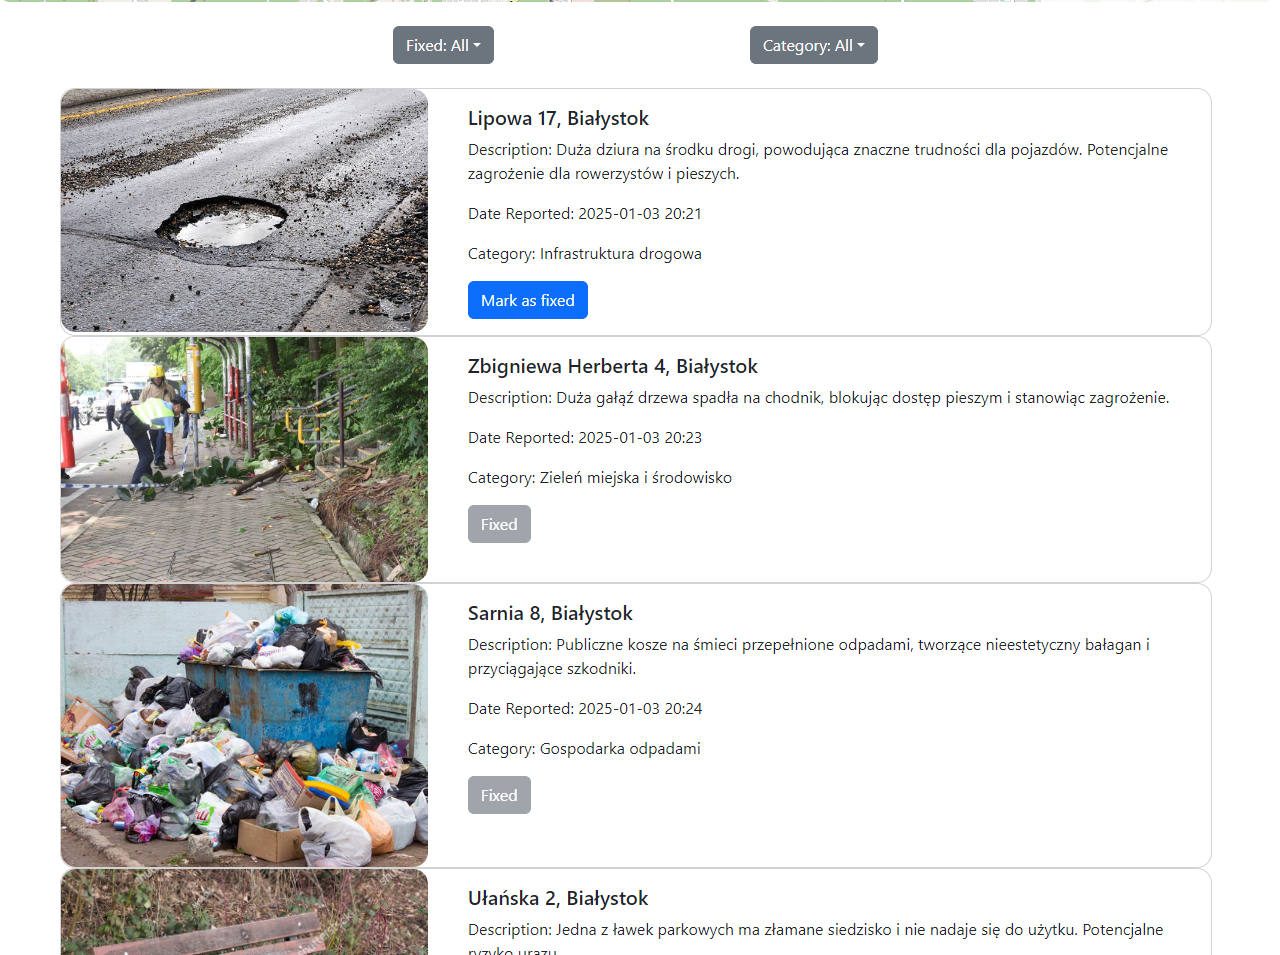 Fixed: All
Category: All
Lipowa 17, Białystok
Description: Duża dziura na środku drogi, powodująca znaczne trudności dla pojazdów. Potencjalne
zagrożenie dla rowerzystów i pieszych.
Date Reported: 2025-01-03 20:21
Category: Infrastruktura drogowa
Mark as fixed
Zbigniewa Herberta 4, Białystok
Description: Duża gałąź drzewa spadła na chodnik, blokując dostęp pieszym i stanowiąc zagrożenie.
Date Reported: 2025-01-03 20:23
Category: Zieleń miejska i środowisko
Fixed
Sarnia 8, Białystok
Description: Publiczne kosze na śmieci przepełnione odpadami, tworzące nieestetyczny bałagan i
przyciągające szkodniki.
Date Reported: 2025-01-03 20:24
Category: Gospodarka odpadami
Fixed
Ułańska 2, Białystok
Description: Jedna z ławek parkowych ma złamane siedzisko i nie nadaje się do użytku. Potencjalne
ryzyko urazu.